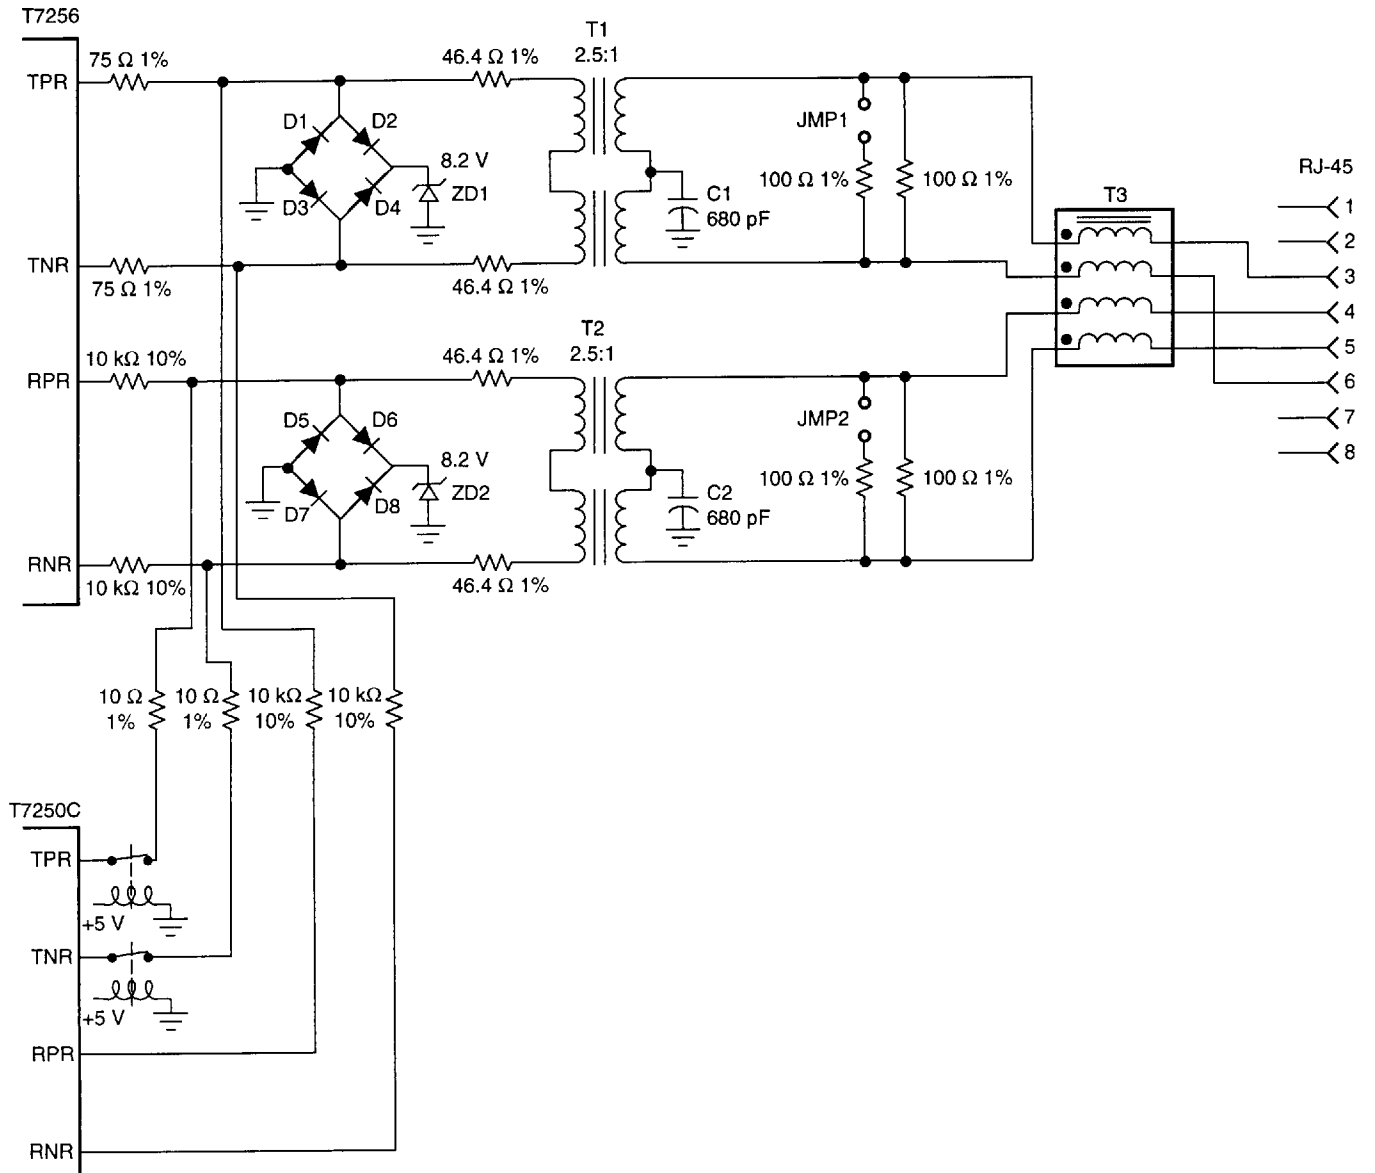 T7256
T1
2.5:1
75 Ω 1%
46.4 Ω 1%
TPR
D1
D2
8.2 V
ZD1
D3
D4
JMP1
100 Ω 1%
100 Ω 1%
C1
680 pF
RJ-45
T3
1
2
3
4
5
6
7
8
TNR
75 Ω 1%
46.4 Ω 1%
T2
2.5:1
10 kΩ 10%
46.4 Ω 1%
RPR
D5
D6
8.2 V
ZD2
D7
D8
JMP2
100 Ω 1%
100 Ω 1%
C2
680 pF
RNR
10 kΩ 10%
46.4 Ω 1%
10 Ω
1%
10 Ω
1%
10 kΩ
10%
10 kΩ
10%
T7250C
TPR
+5 V
TNR
+5 V
RPR
RNR